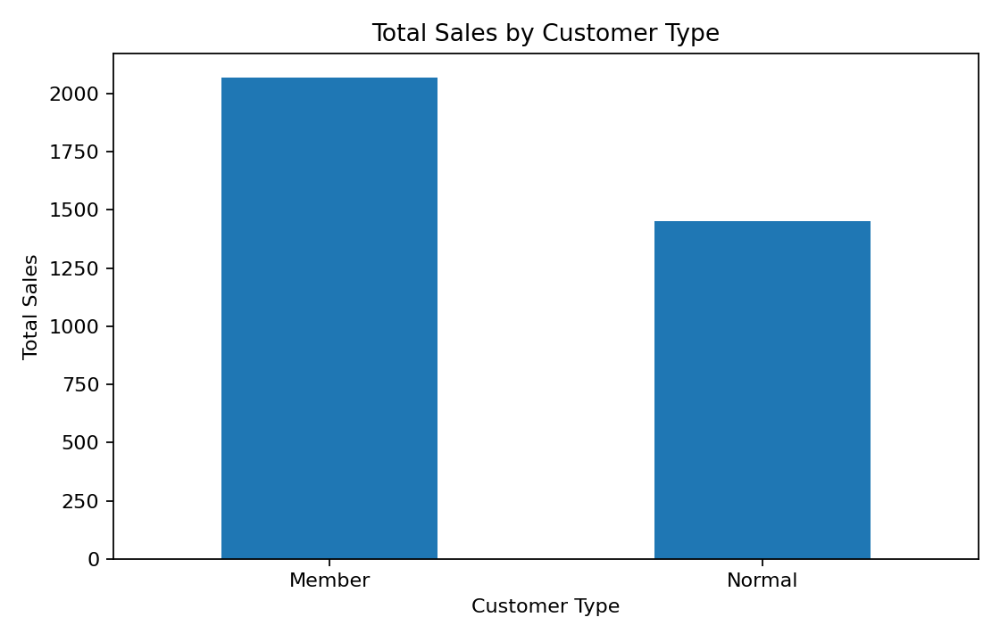 Total Sales by Customer Type
Total Sales
2000
1750
1500
1250
1000
750
500
250
0
Member Normal
Customer Type